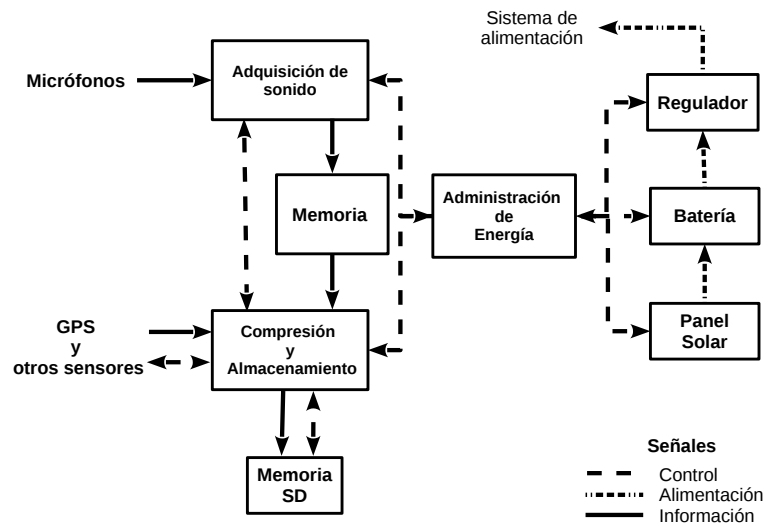 Sistema de
alimentación
Micrófonos
Adquisición de
sonido
Regulador
Memoria
Administración
de
Energía
Batería
GPS
y
otros sensores
Compresión
y
Almacenamiento
Panel
Solar
Memoria
SD
Señales
Control
Alimentación
Información